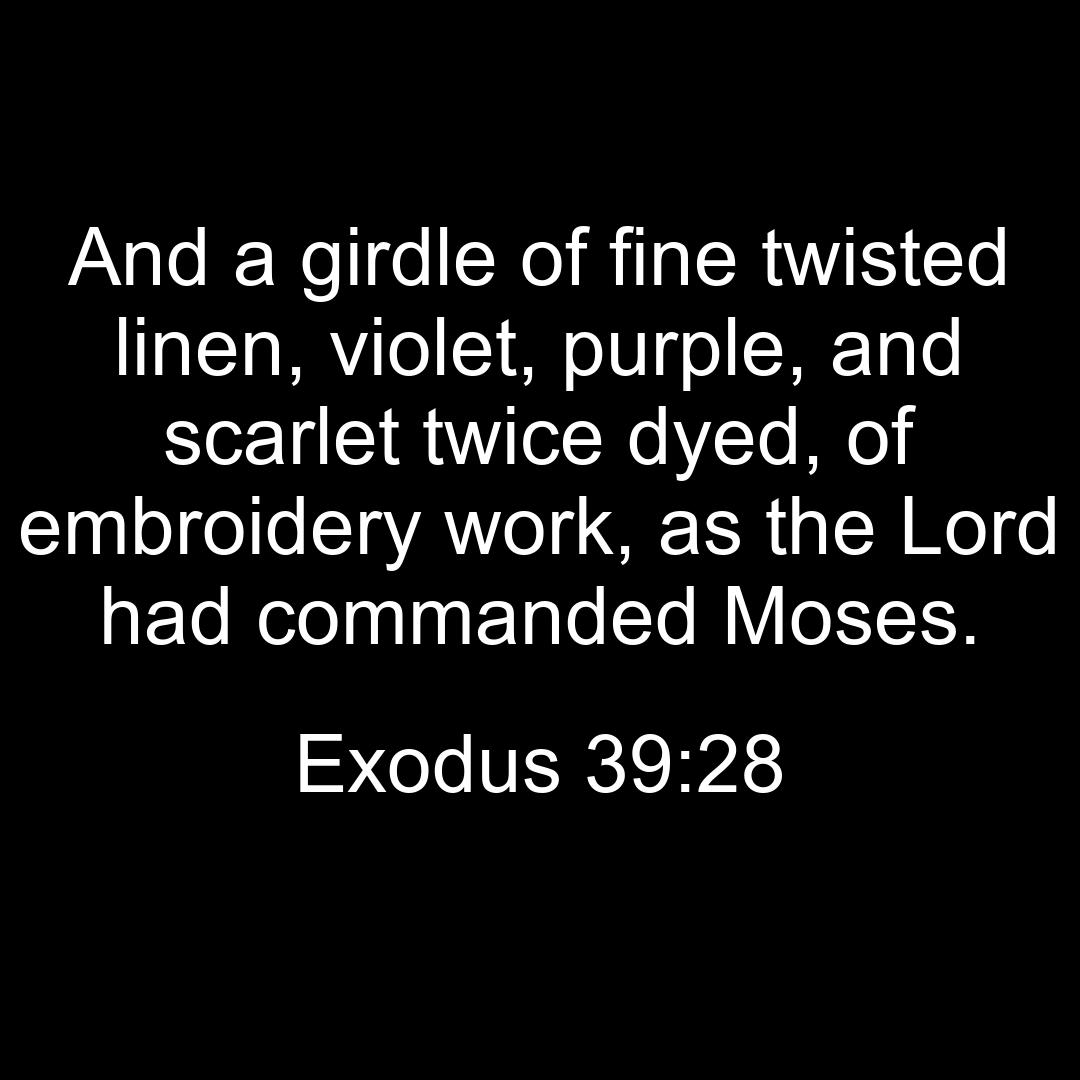 And a girdle of fine twisted
linen, violet, purple, and
scarlet twice dyed, of
embroidery work, as the Lord
had commanded Moses.
Exodus 39:28